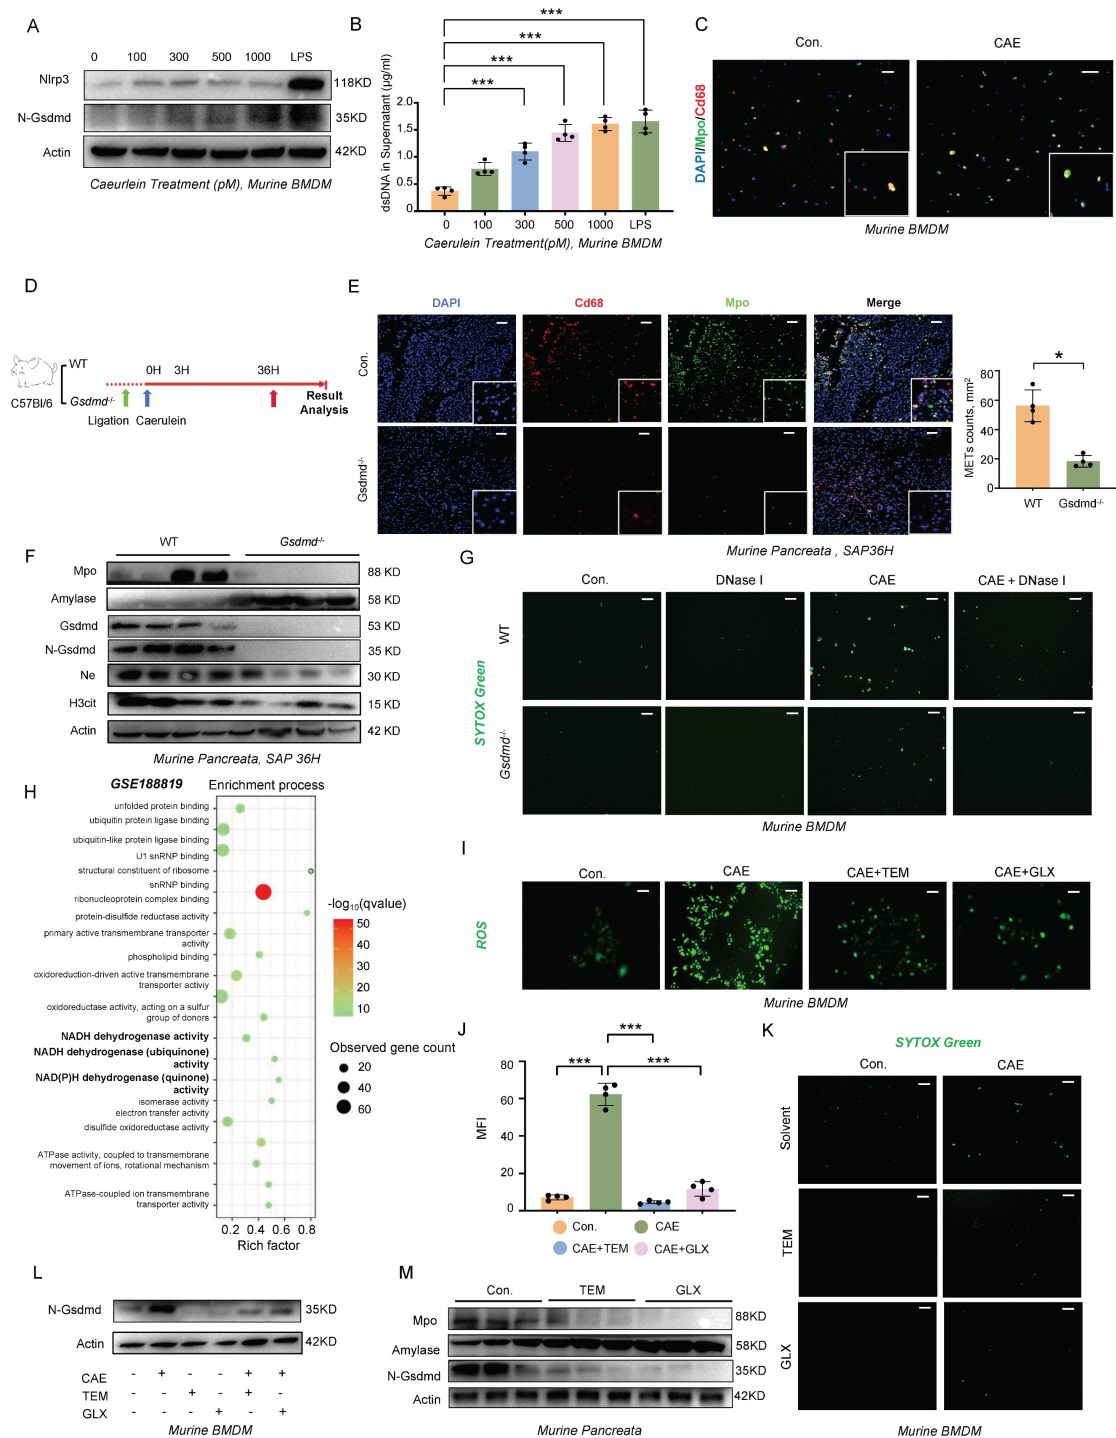 A
0 100 300 500 1000 LPS
Nlrp3 118KD
N-Gsdmd 35KD
Actin 42KD
Caeurlein Treatment (pM), Murine BMDM
B
***
***
***
***
dsDNA in Supernatant (μg/ml)
2.0
1.5
1.0
0.5
0
0 100 300 500 1000 LPS
Caerulein Treatment(pM), Murine BMDM
C
Con. CAE
DAPI/Mpo/Cd68
Murine BMDM
D
C57Bl/6
WT
Gsdmd-/-
0H 3H 36H
Ligation Caerulein
Result
Analysis
E
DAPI Cd68 Mpo Merge
Con.
Gsdmd-/-
Murine Pancreata , SAP36H
*
METs counts, mm²
80
60
40
20
0
WT Gsdmd-/-
F
WT Gsdmd-/-
Mpo 88 KD
Amylase 58 KD
Gsdmd 53 KD
N-Gsdmd 35 KD
Ne 30 KD
H3cit 15 KD
Actin 42 KD
Murine Pancreata, SAP 36H
G
Con. DNase I CAE CAE + DNase I
SYTOX Green
WT
Gsdmd-/-
Murine BMDM
H
GSE188819 Enrichment process
unfolded protein binding
ubiquitin protein ligase binding
ubiquitin-like protein ligase binding
U1 snRNP binding
structural constituent of ribosome
snRNP binding
ribonucleoprotein complex binding
protein-disulfide reductase activity
primary active transmembrane transporter
activity
phospholipid binding
oxidoreduction-driven active transmembrane
transporter activiy
oxidoreductase activity, acting on a sulfur
group of donors
NADH dehydrogenase activity
NADH dehydrogenase (ubiquinone)
activity
NAD(P)H dehydrogenase (quinone)
activity
isomerase activity
electron transfer activity
disulfide oxidoreductase activity
ATPase activity, coupled to transmembrane
movement of ions, rotational mechanism
ATPase-coupled ion transmembrane
transporter activity
0.2 0.4 0.6 0.8
Rich factor
-log10(qvalue)
50
40
30
20
10
Observed gene count
20
40
60
I
Con. CAE CAE+TEM CAE+GLX
ROS
Murine BMDM
J
***
***
***
MFI
80
60
40
20
0
Con. CAE
CAE+TEM CAE+GLX
K
SYTOX Green
Con. CAE
Solvent
TEM
GLX
Murine BMDM
L
N-Gsdmd 35KD
Actin 42KD
CAE - + - - + +
TEM - - + - + -
GLX - - - + - +
Murine BMDM
M
Con. TEM GLX
Mpo 88KD
Amylase 58KD
N-Gsdmd 35KD
Actin 42KD
Murine Pancreata